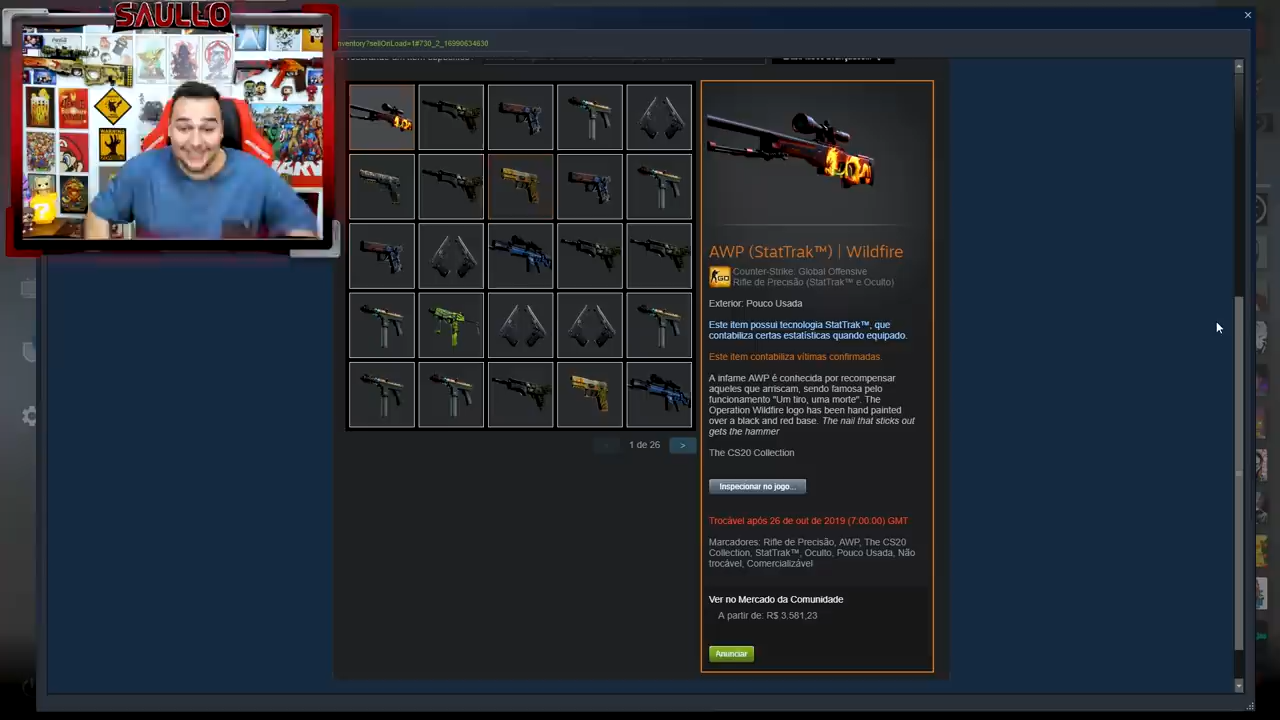 SAULLO
WARNING
nventory?sellOnLoad=1#730_2_16990834630
AWP (StatTrak™) | Wildfire
Counter-Strike: Global Offensive
Rifle de Precisão (StatTrak™ e Oculto)
Exterior: Pouco Usada
Este item possui tecnologia StatTrak™, que
contabiliza certas estatísticas quando equipado.
Este item contabiliza vítimas confirmadas.
A infame AWP é conhecida por recompensar
aqueles que arriscam, sendo famosa pelo
funcionamento "Um tiro, uma morte". The
Operation Wildfire logo has been hand painted
over a black and red base. The nail that sticks out
gets the hammer
The CS20 Collection
Inspecionar no jogo...
Trocável após 26 de out de 2019 (7:00:00) GMT
Marcadores: Rifle de Precisão, AWP, The CS20
Collection, StatTrak™, Oculto, Pouco Usada, Não
trocável, Comercializável
Ver no Mercado da Comunidade
A partir de: R$ 3.581,23
Anunciar
1 de 26